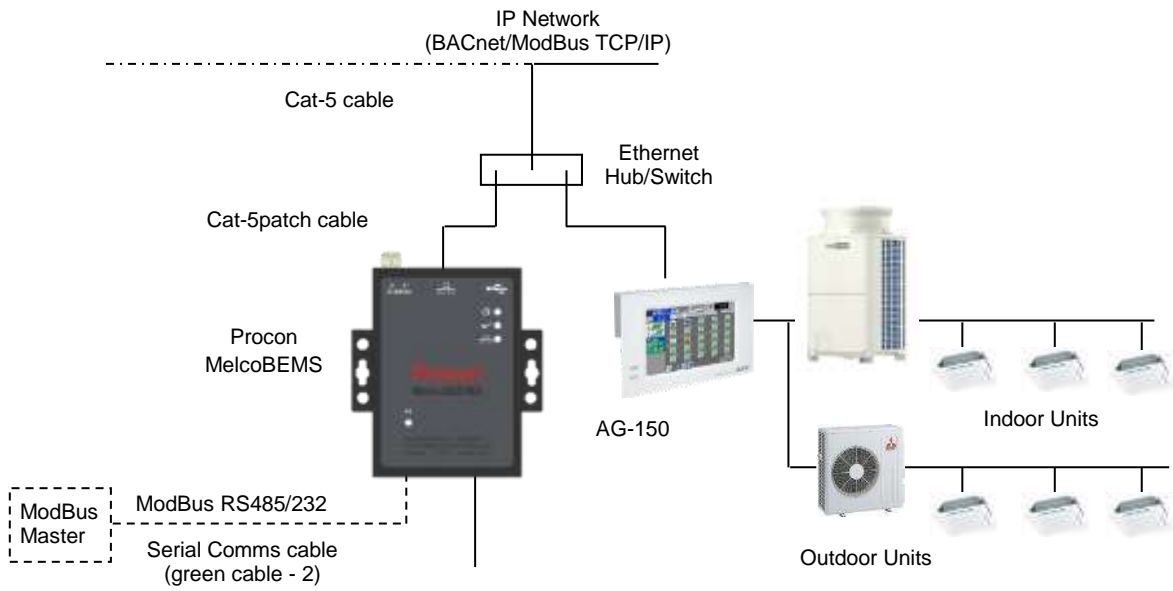 IP Network
(BACnet/ModBus TCP/IP)
Cat-5 cable
Ethernet
Hub/Switch
Cat-5patch cable
Procon
MelcoBEMS
AG-150
Indoor Units
ModBus
Master
ModBus RS485/232
Serial Comms cable
(green cable - 2)
Outdoor Units